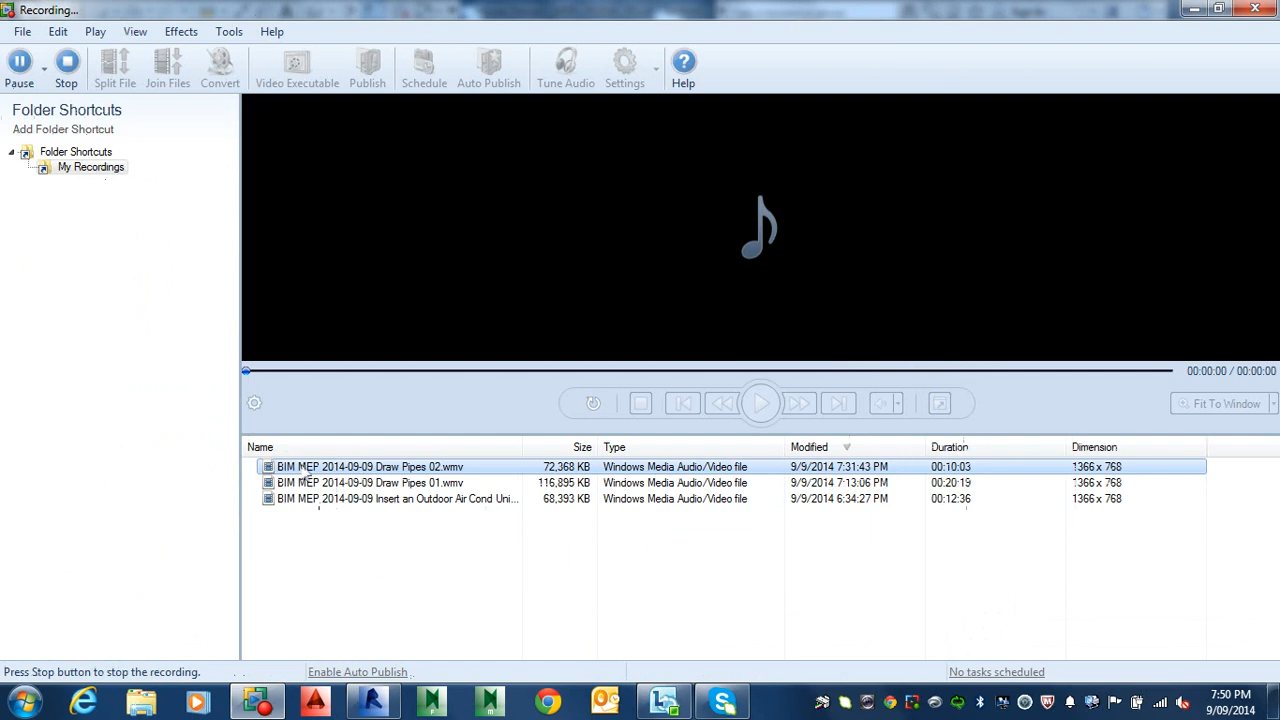 Recording...
File Edit Play View Effects Tools Help
Pause Stop Split File Join Files Convert Video Executable Publish Schedule Auto Publish Tune Audio Settings Help
Folder Shortcuts
Add Folder Shortcut
Folder Shortcuts
My Recordings
00:00:00 / 00:00:00
Fit To Window
Name Size Type Modified Duration Dimension
BIM MEP 2014-09-09 Draw Pipes 02.wmv 72,368 KB Windows Media Audio/Video file 9/9/2014 7:31:43 PM 00:10:03 1366 x 768
BIM MEP 2014-09-09 Draw Pipes 01.wmv 116,895 KB Windows Media Audio/Video file 9/9/2014 7:13:06 PM 00:20:19 1366 x 768
BIM MEP 2014-09-09 Insert an Outdoor Air Cond Uni... 68,393 KB Windows Media Audio/Video file 9/9/2014 6:34:27 PM 00:12:36 1366 x 768
Press Stop button to stop the recording. Enable Auto Publish No tasks scheduled
7:50 PM
9/09/2014